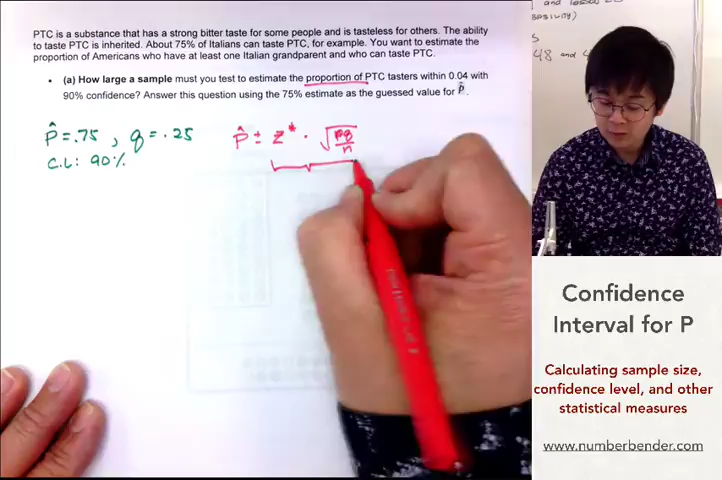 PTC is a substance that has a strong bitter taste for some people and is tasteless for others. The ability
to taste PTC is inherited. About 75% of Italians can taste PTC, for example. You want to estimate the
proportion of Americans who have at least one Italian grandparent and who can taste PTC.
• (a) How large a sample must you test to estimate the proportion of PTC tasters within 0.04 with
90% confidence? Answer this question using the 75% estimate as the guessed value for p̂.
p̂ = .75 , q = .25
C.L: 90%
p̂ ± z* · √(pq/n)
and
48 and
Confidence
Interval for P
Calculating sample size,
confidence level, and other
statistical measures
www.numberbender.com